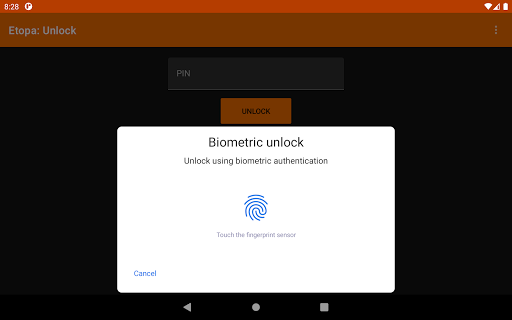 8:28
Etopa: Unlock
PIN
UNLOCK
Biometric unlock
Unlock using biometric authentication
Touch the fingerprint sensor
Cancel